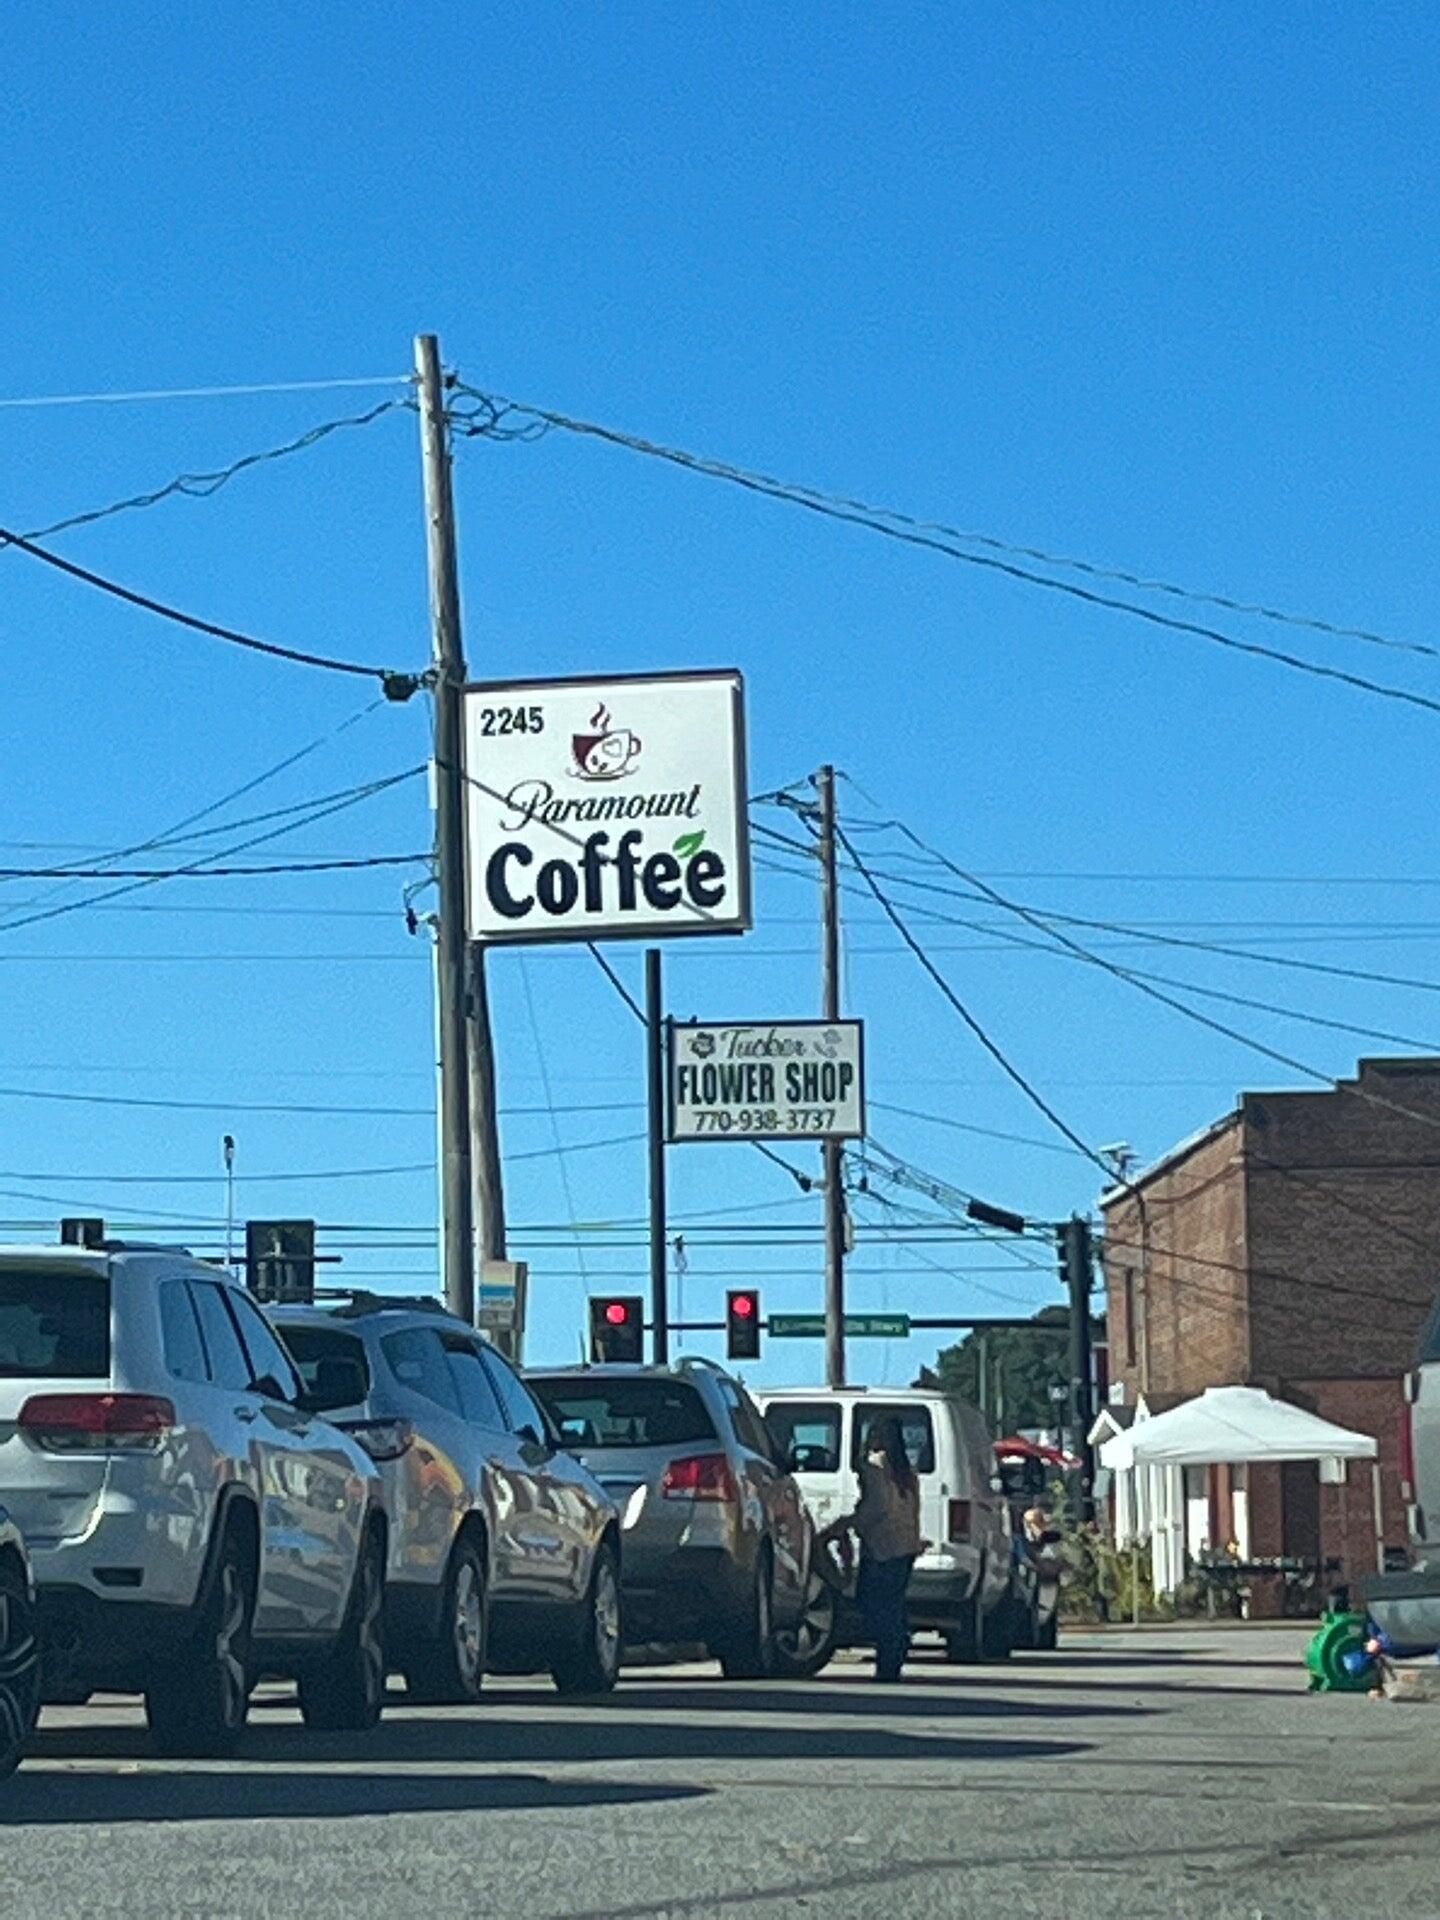 2245
Paramount
Coffee
Tucker
FLOWER SHOP
770-938-3737